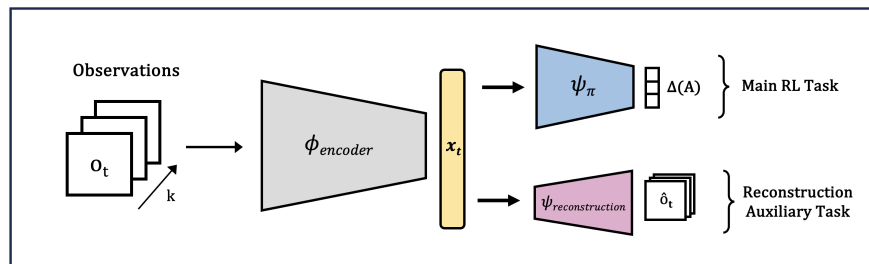 Observations
o_t
k
ϕ_encoder
x_t
ψ_π
Δ(A)
Main RL Task
ψ_reconstruction
ô_t
Reconstruction
Auxiliary Task